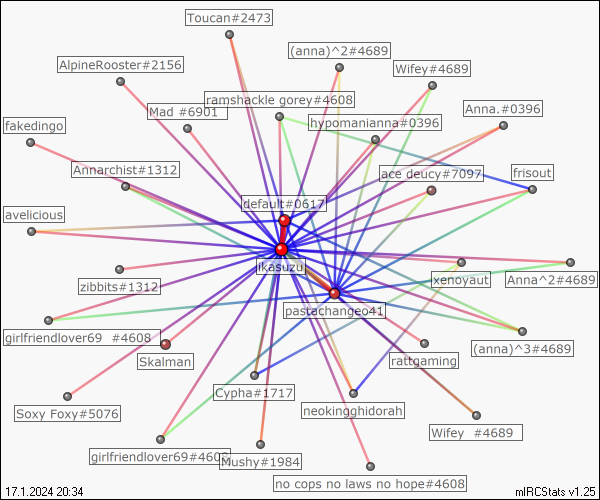 Toucan#2473
(anna)^2#4689
AlpineRooster#2156
Wifey#4689
Mad #6901
ramshackle gorey#4608
Anna.#0396
fakedingo
hypomanianna#0396
Annarchist#1312
ace deucy#7097
frisout
default#0617
avelicious
ikasuzu
zibbits#1312
xenoyaut
Anna^2#4689
pastachangeo41
girlfriendlover69 #4608
(anna)^3#4689
Skalman
rattgaming
Cypha#1717
Soxy Foxy#5076
neokingghidorah
Wifey #4689
girlfriendlover69#4608
Mushy#1984
no cops no laws no hope#4608
17.1.2024 20:34
mIRCStats v1.25